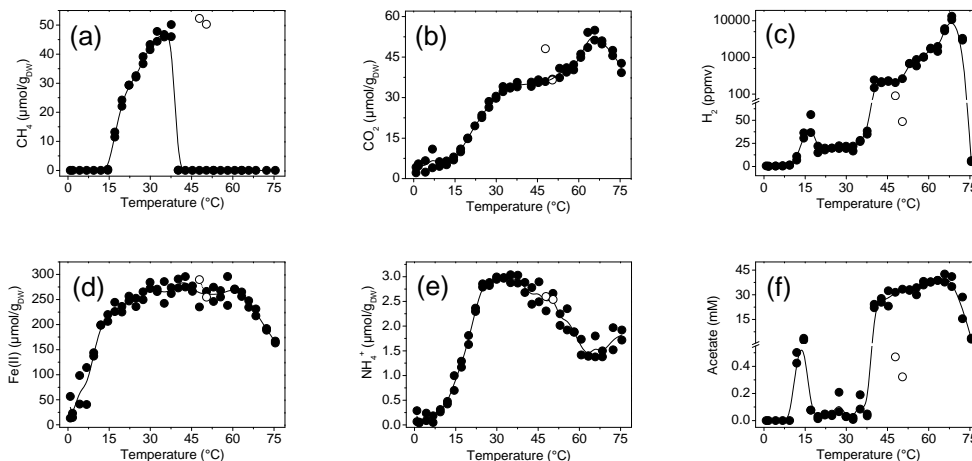 (a)
CH₄ (μmol/g_DW)
50
40
30
20
10
0
0 15 30 45 60 75
Temperature (°C)
(b)
CO₂ (μmol/g_DW)
60
45
30
15
0
0 15 30 45 60 75
Temperature (°C)
(c)
H₂ (ppmv)
10000
1000
100
50
25
0
0 15 30 45 60 75
Temperature (°C)
(d)
Fe(II) (μmol/g_DW)
300
250
200
150
100
50
0
0 15 30 45 60 75
Temperature (°C)
(e)
NH₄⁺ (μmol/g_DW)
3.0
2.5
2.0
1.5
1.0
0.5
0.0
0 15 30 45 60 75
Temperature (°C)
(f)
Acetate (mM)
45
30
15
0.4
0.2
0.0
0 15 30 45 60 75
Temperature (°C)